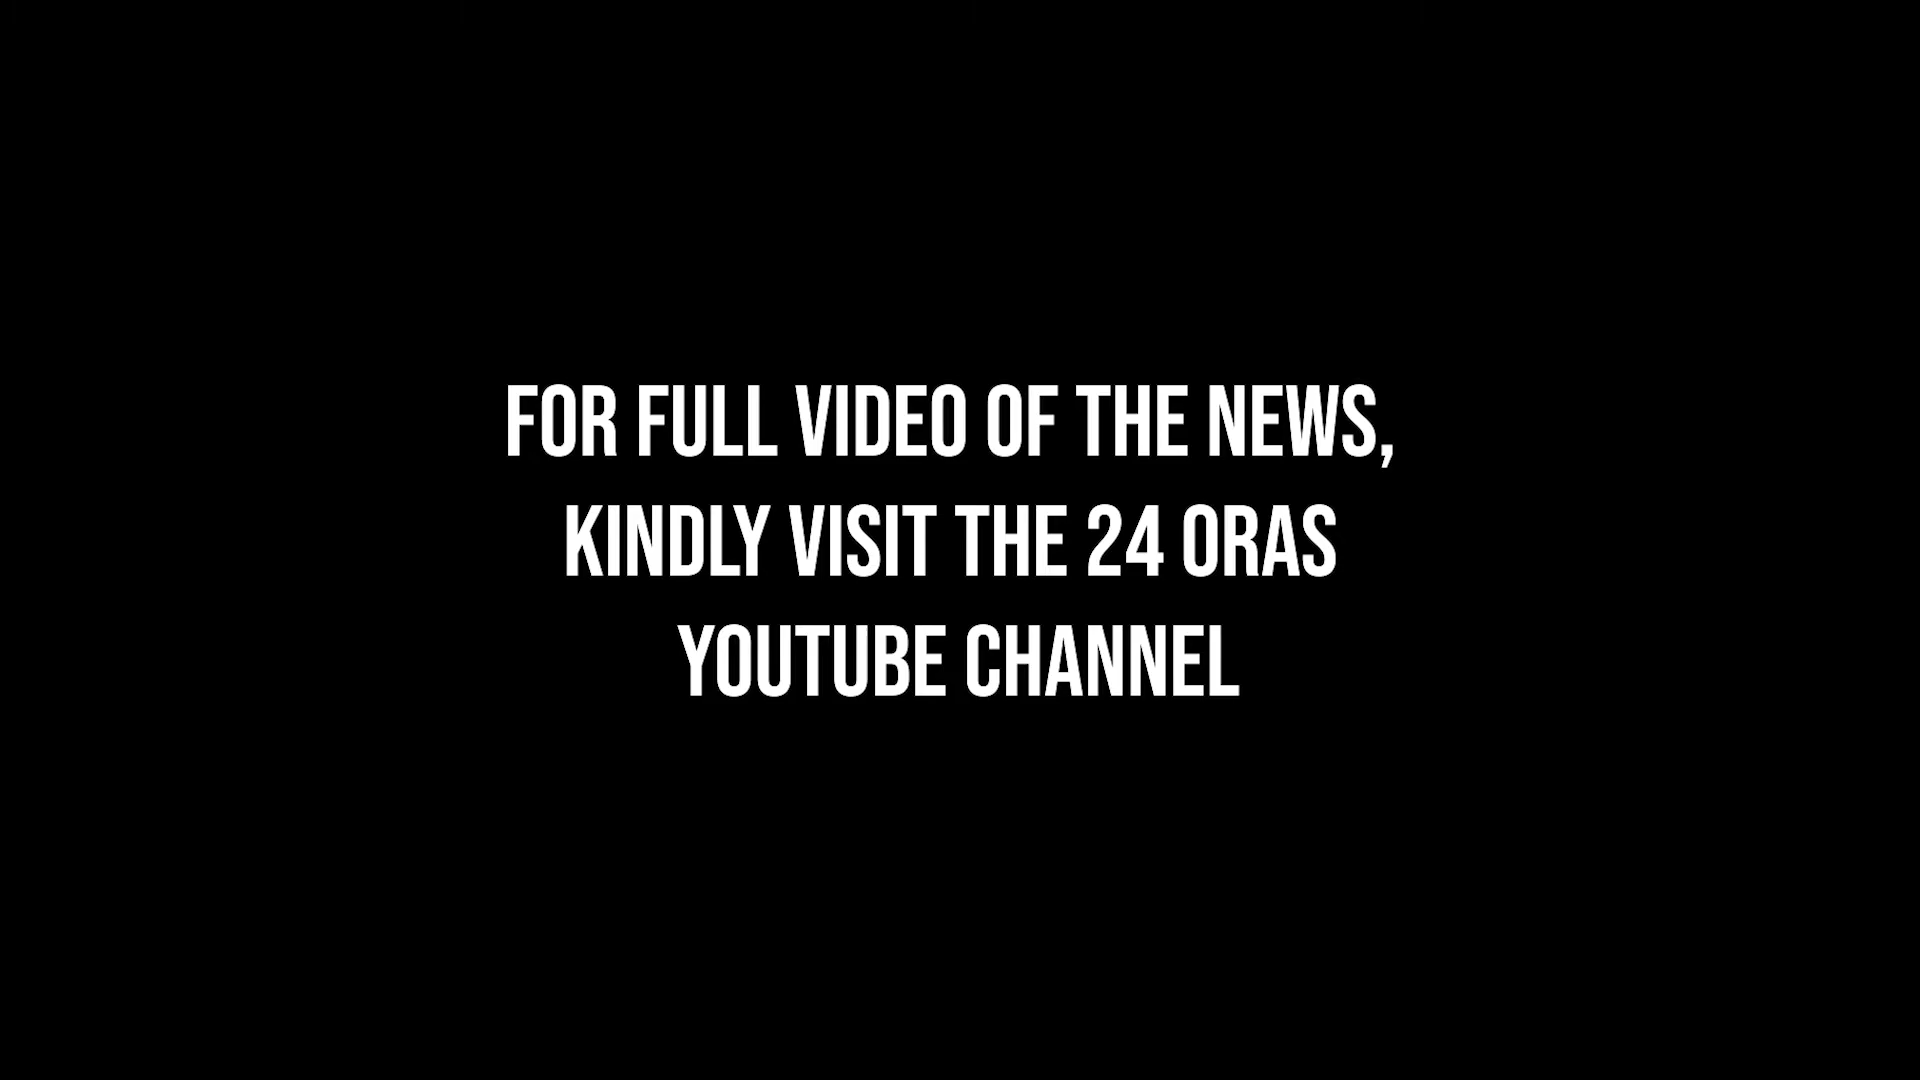 FOR FULL VIDEO OF THE NEWS,
KINDLY VISIT THE 24 ORAS
YOUTUBE CHANNEL